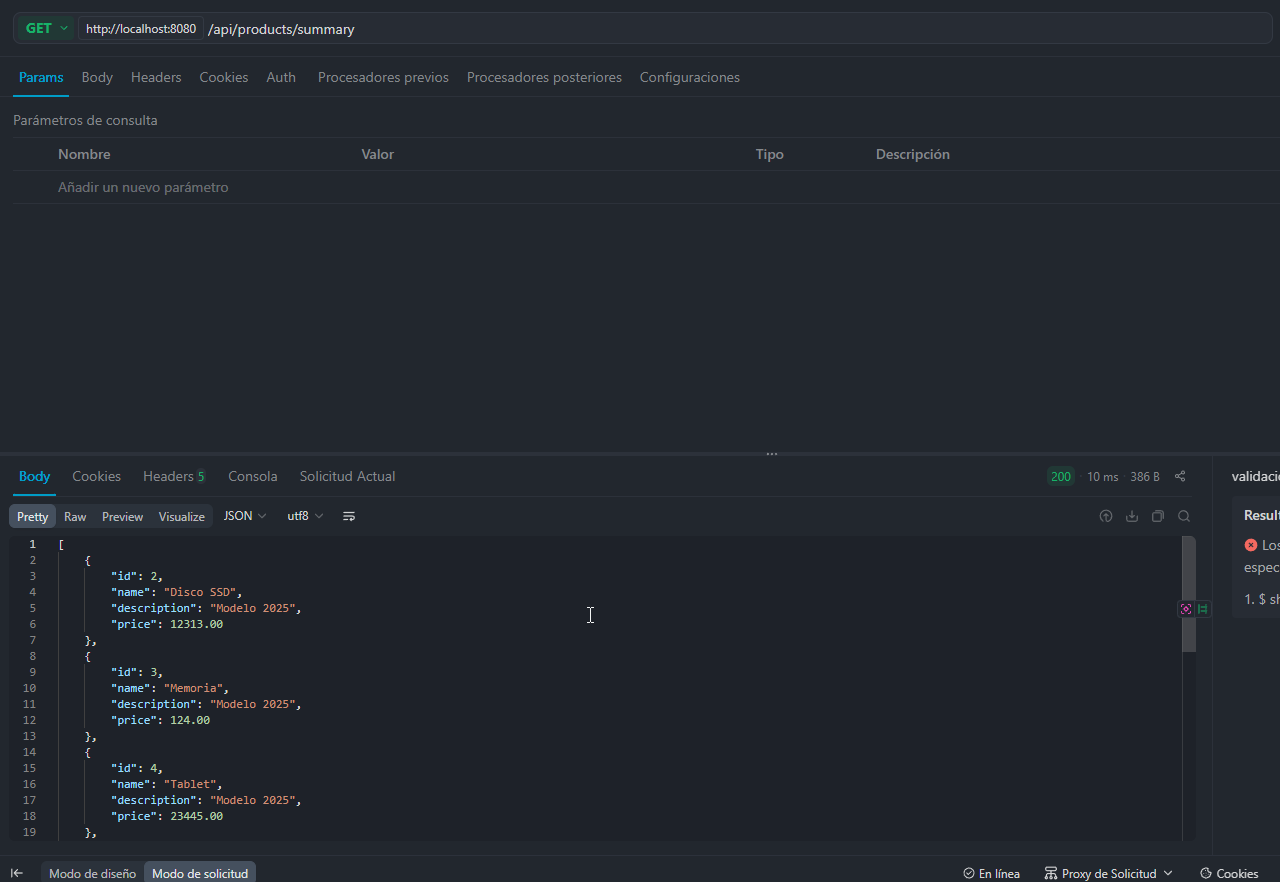 GET http://localhost:8080 /api/products/summary
Params Body Headers Cookies Auth Procesadores previos Procesadores posteriores Configuraciones
Parámetros de consulta
Nombre Valor Tipo Descripción
Añadir un nuevo parámetro
Body Cookies Headers 5 Consola Solicitud Actual 200 · 10 ms · 386 B validació
Pretty Raw Preview Visualize JSON utf8 Result
1 [
2 {
3 "id": 2,
4 "name": "Disco SSD",
5 "description": "Modelo 2025",
6 "price": 12313.00
7 },
8 {
9 "id": 3,
10 "name": "Memoria",
11 "description": "Modelo 2025",
12 "price": 124.00
13 },
14 {
15 "id": 4,
16 "name": "Tablet",
17 "description": "Modelo 2025",
18 "price": 23445.00
19 },
Los
espec
1. $ sh
Modo de diseño Modo de solicitud En línea Proxy de Solicitud Cookies